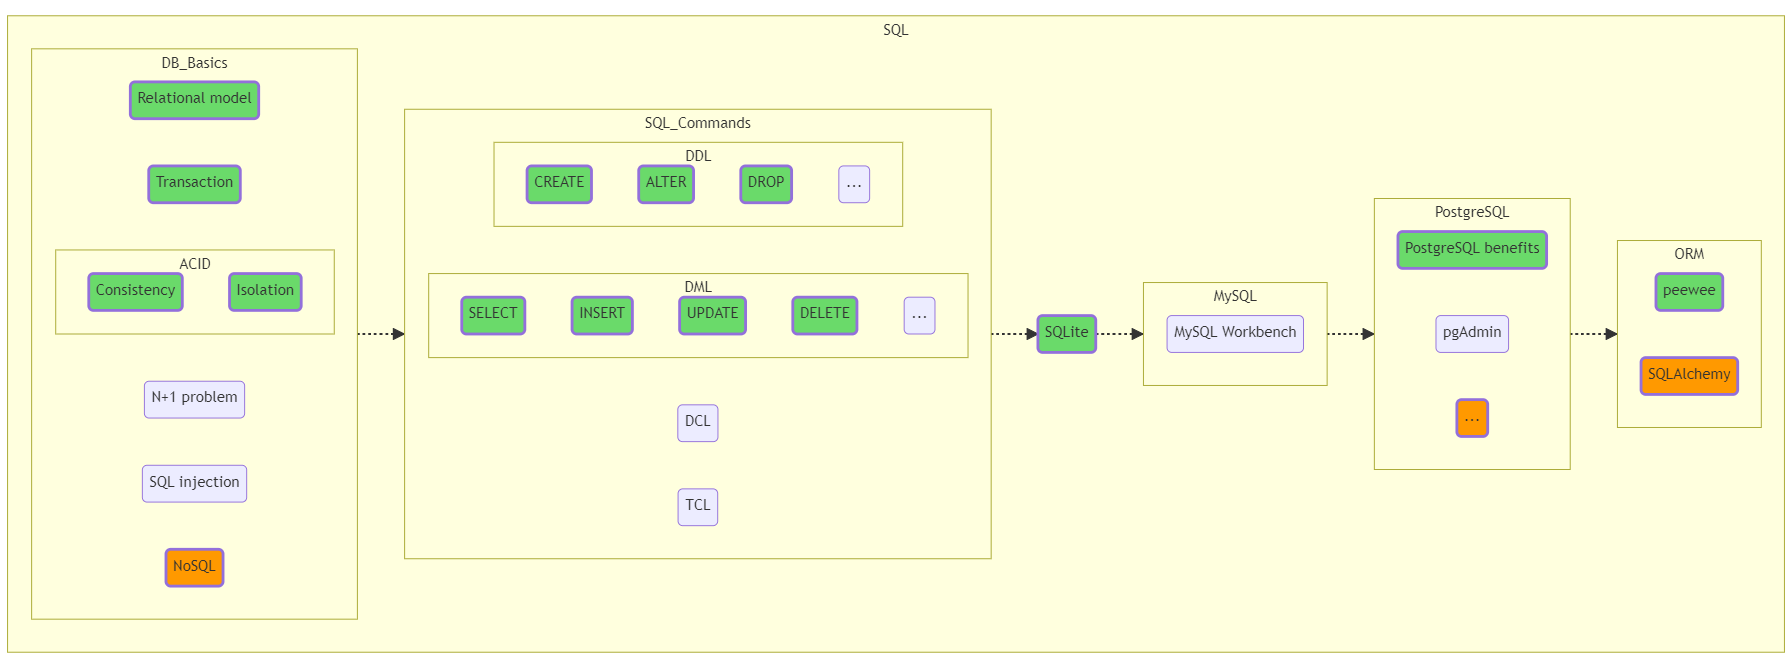 SQL
DB_Basics
Relational model
Transaction
ACID
Consistency
Isolation
N+1 problem
SQL injection
NoSQL
SQL_Commands
DDL
CREATE
ALTER
DROP
...
DML
SELECT
INSERT
UPDATE
DELETE
...
DCL
TCL
SQLite
MySQL
MySQL Workbench
PostgreSQL
PostgreSQL benefits
pgAdmin
...
ORM
peewee
SQLAlchemy